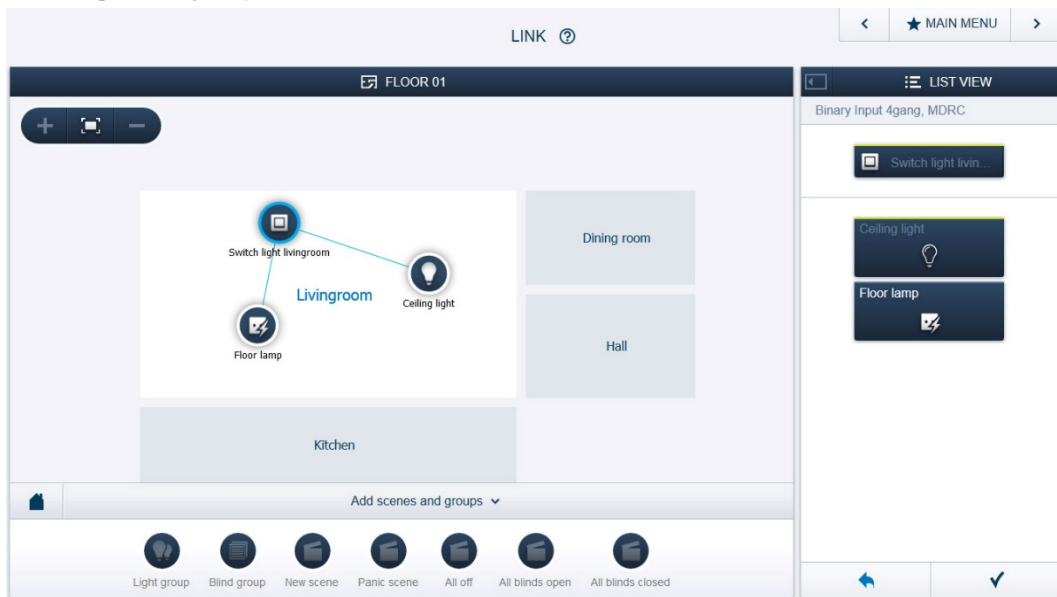 LINK ?
< ★ MAIN MENU >
FLOOR 01
LIST VIEW
Binary Input 4gang, MDRC
Switch light livin...
Ceiling light
Floor lamp
Switch light livingroom
Livingroom
Ceiling light
Floor lamp
Dining room
Hall
Kitchen
Add scenes and groups
Light group
Blind group
New scene
Panic scene
All off
All blinds open
All blinds closed